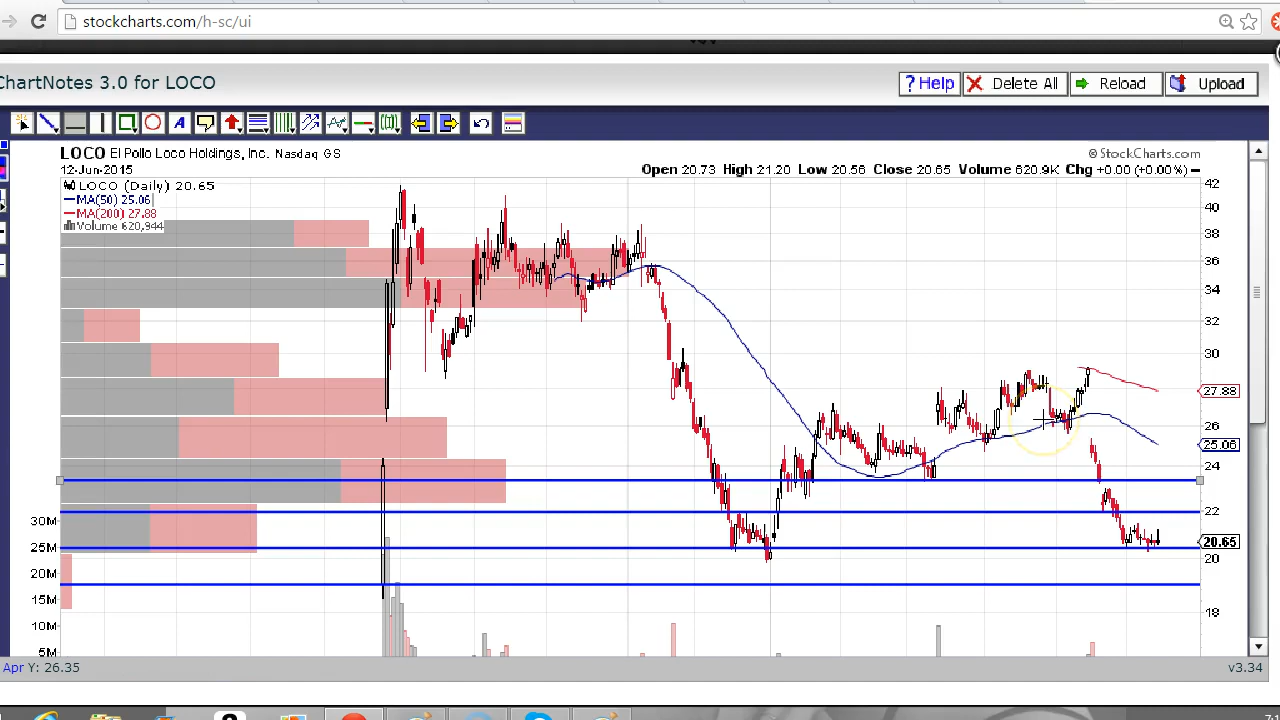 stockcharts.com/h-sc/ui
ChartNotes 3.0 for LOCO
? Help
Delete All
Reload
Upload
A
LOCO El Pollo Loco Holdings, Inc. Nasdaq GS
© StockCharts.com
12-Jun-2015
Open 20.73 High 21.20 Low 20.56 Close 20.65 Volume 620.9K Chg +0.00 (+0.00%)
LOCO (Daily) 20.65
MA(50) 25.06
MA(200) 27.88
Volume 620,944
42
40
38
36
34
32
30
27.88
26
25.06
24
22
20.65
20
18
30M
25M
20M
15M
10M
5M
Apr Y: 26.35
v3.34